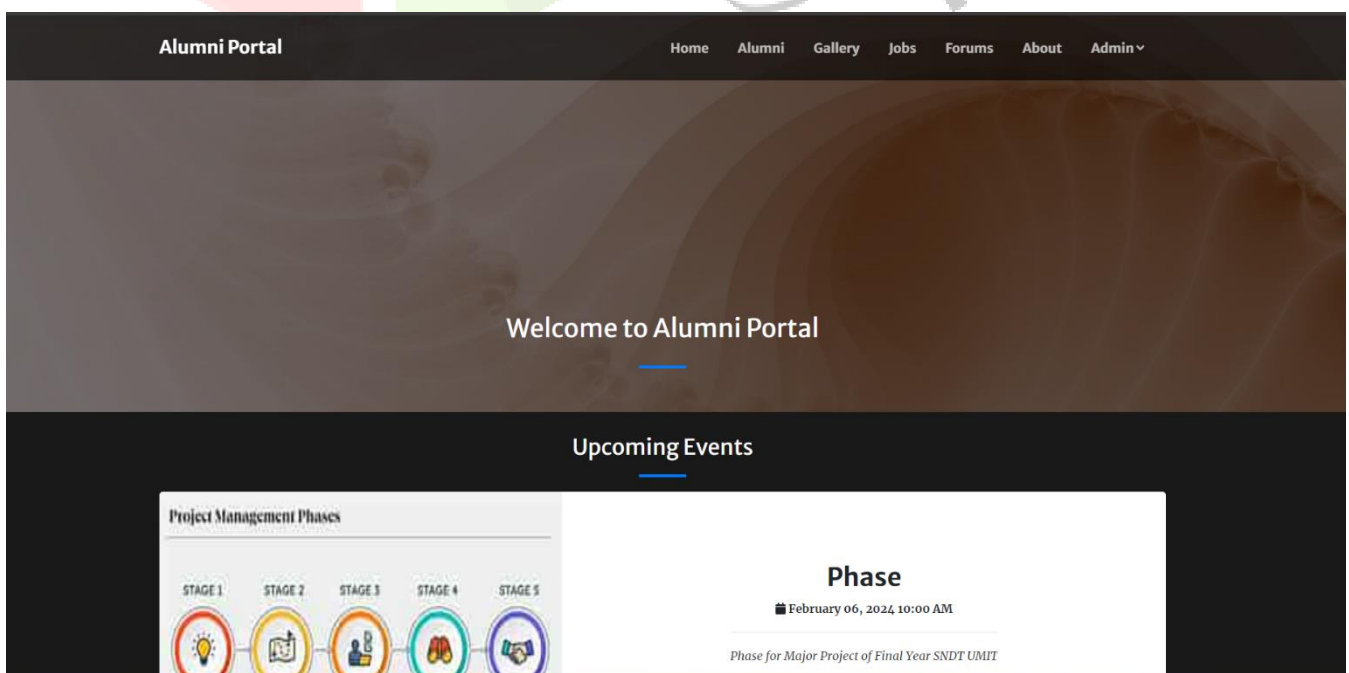 Alumni Portal
Home Alumni Gallery Jobs Forums About Admin
Welcome to Alumni Portal
Upcoming Events
Project Management Phases
STAGE 1 STAGE 2 STAGE 3 STAGE 4 STAGE 5
Phase
February 06, 2024 10:00 AM
Phase for Major Project of Final Year SNDT UMIT